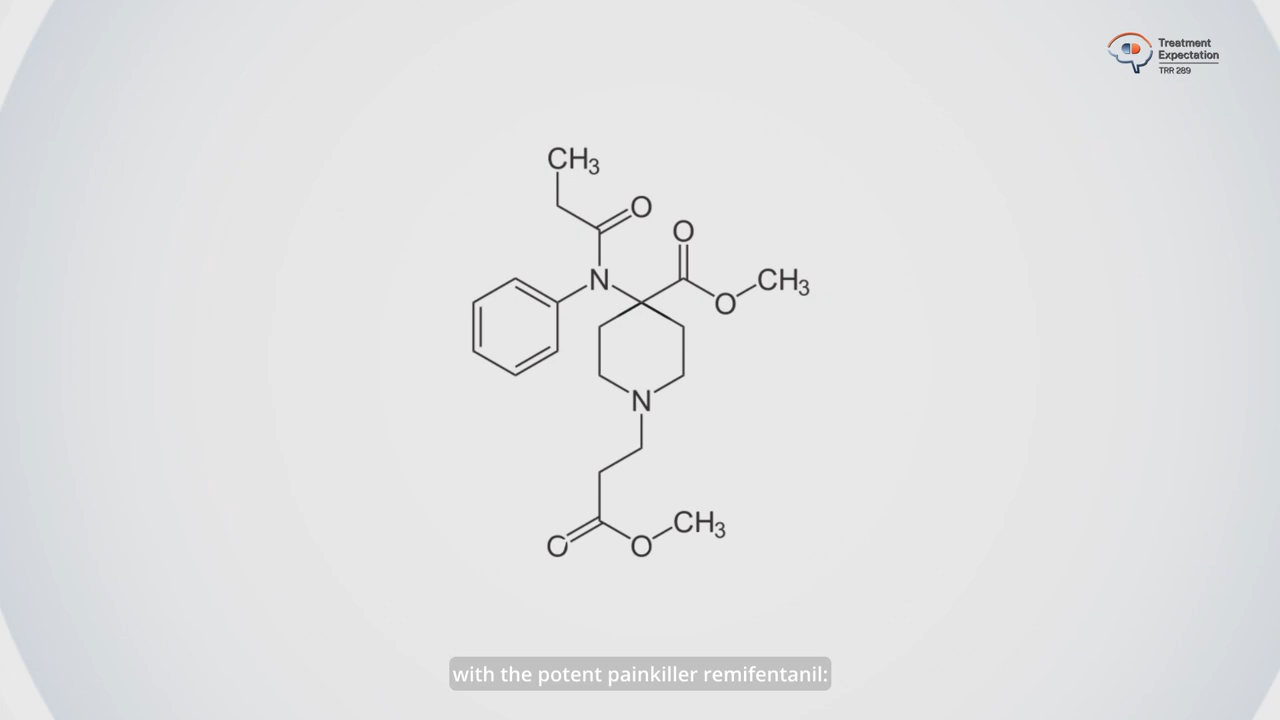 Treatment
Expectation
TRR 289
CH3
O
O
N
CH3
O
N
CH3
O
O
with the potent painkiller remifentanil: